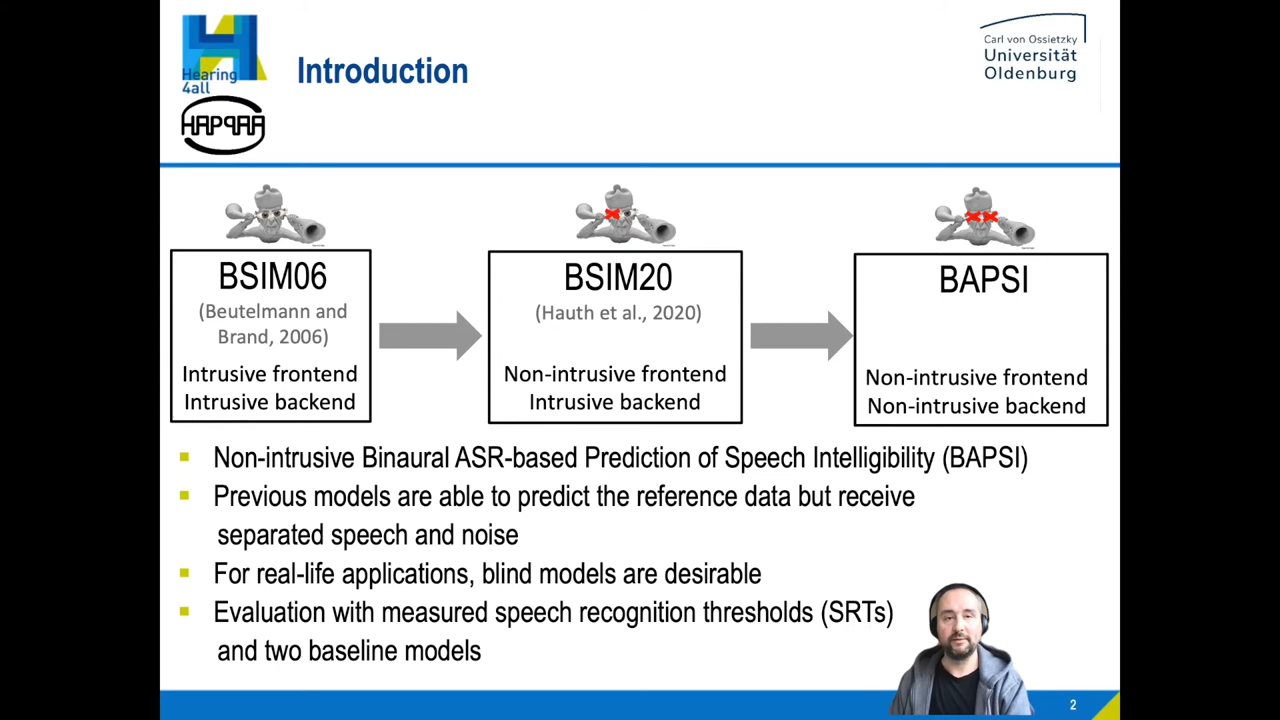 Hearing
4all
Introduction
Carl von Ossietzky
Universität
Oldenburg
BSIM06
(Beutelmann and
Brand, 2006)
Intrusive frontend
Intrusive backend
BSIM20
(Hauth et al., 2020)
Non-intrusive frontend
Intrusive backend
BAPSI
Non-intrusive frontend
Non-intrusive backend
Non-intrusive Binaural ASR-based Prediction of Speech Intelligibility (BAPSI)
Previous models are able to predict the reference data but receive
separated speech and noise
For real-life applications, blind models are desirable
Evaluation with measured speech recognition thresholds (SRTs)
and two baseline models
2